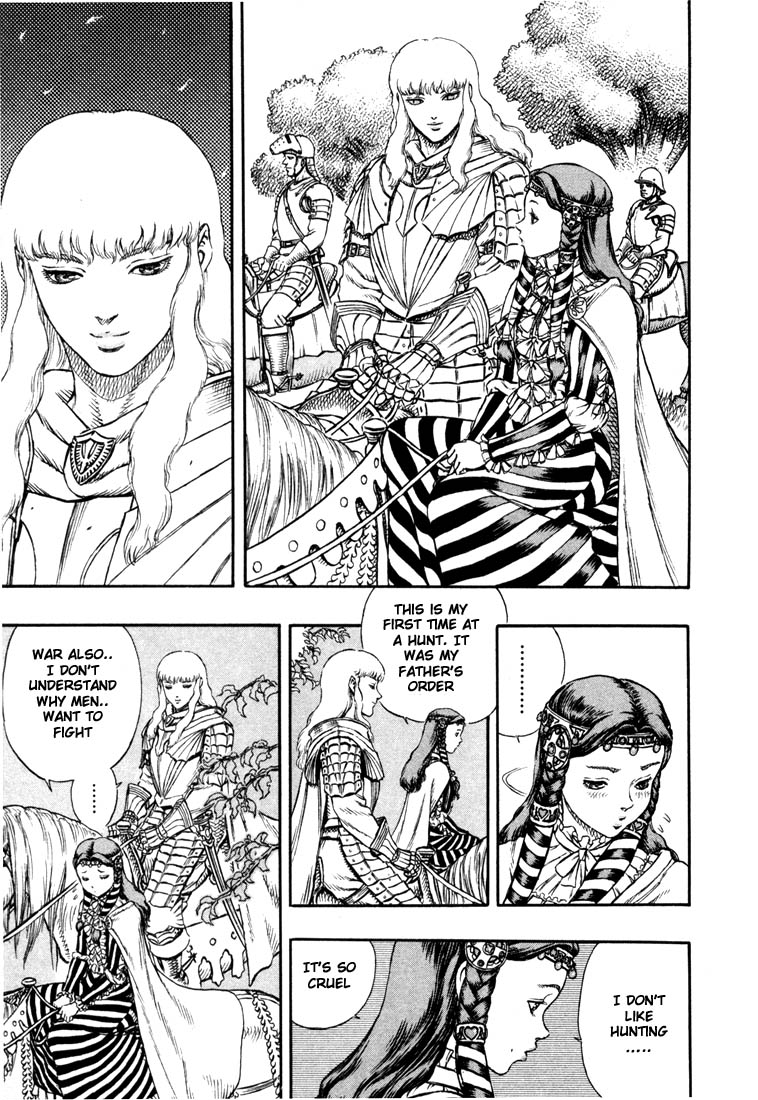 .........
THIS IS MY
FIRST TIME AT
A HUNT. IT
WAS MY
FATHER'S
ORDER
I DON'T
LIKE
HUNTING
.....
IT'S SO
CRUEL
WAR ALSO..
I DON'T
UNDERSTAND
WHY MEN..
WANT TO
FIGHT
......